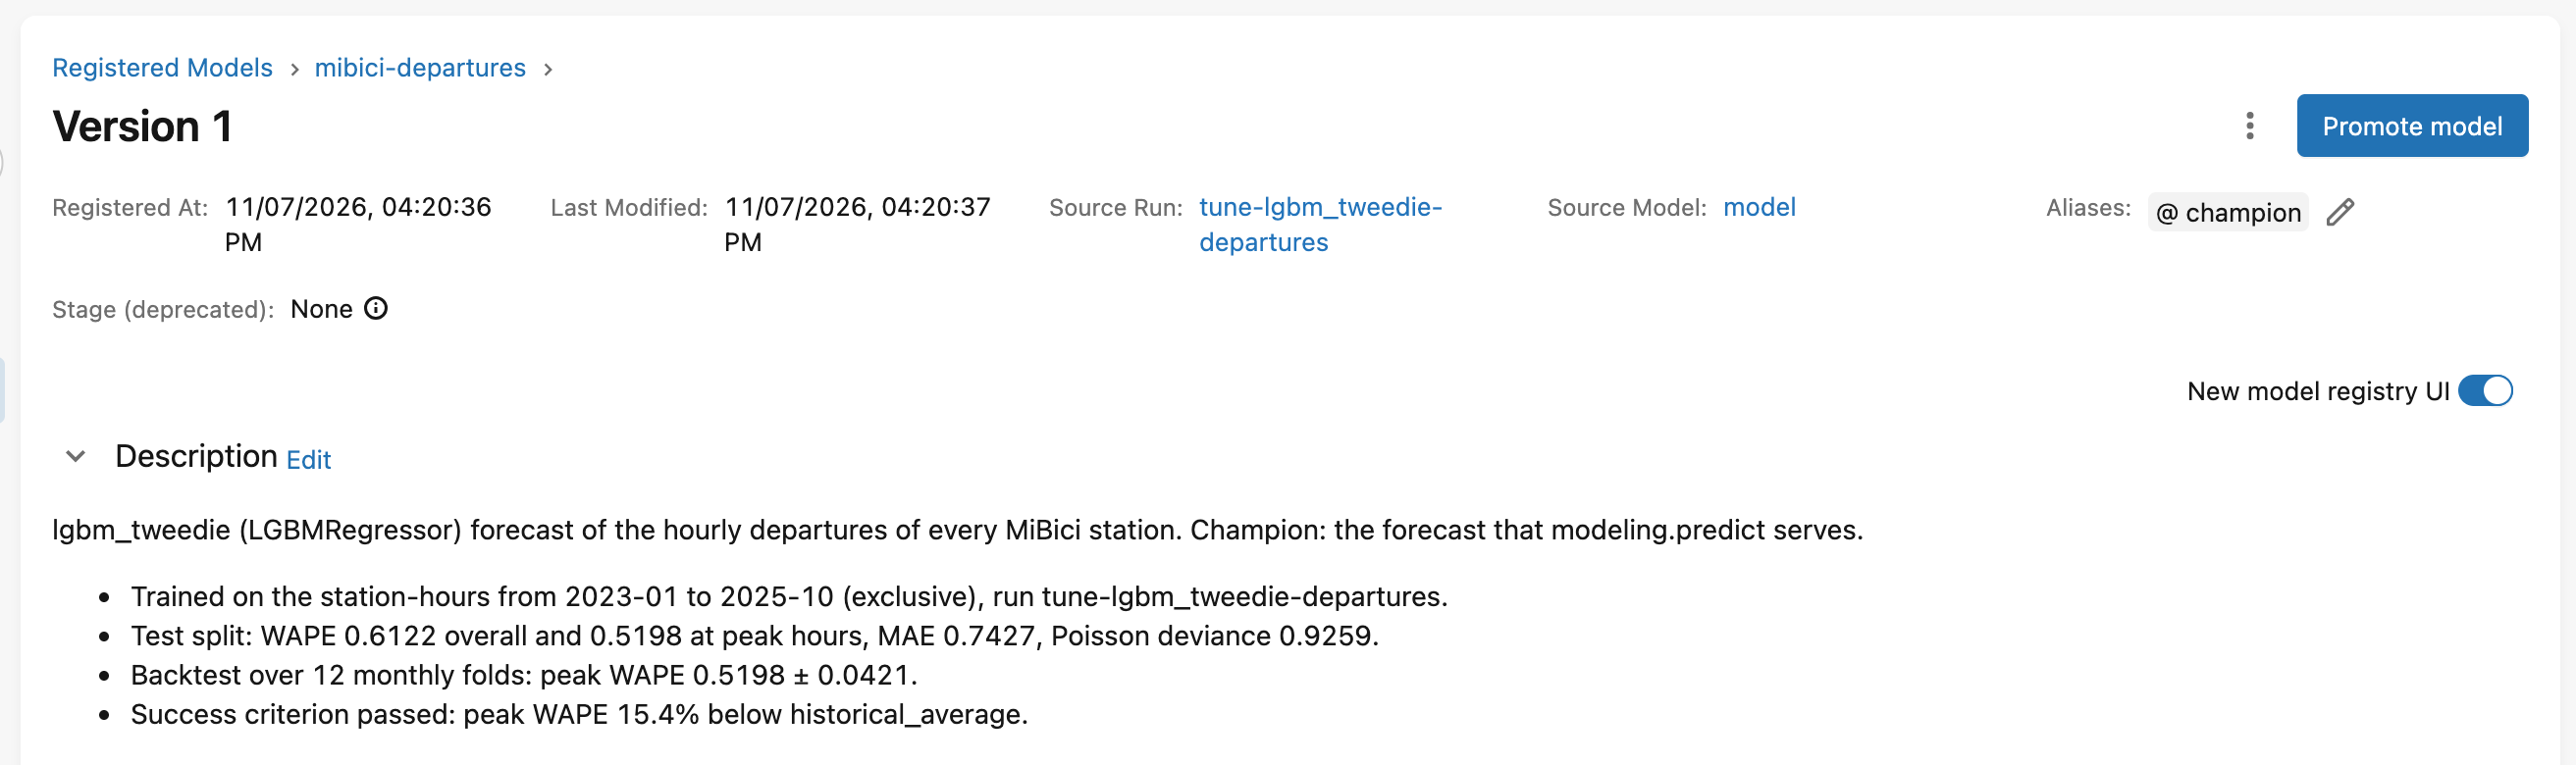 Registered Models > mibici-departures >
Version 1
Promote model
Registered At: 11/07/2026, 04:20:36 PM
Last Modified: 11/07/2026, 04:20:37 PM
Source Run: tune-lgbm_tweedie-departures
Source Model: model
Aliases: @ champion
Stage (deprecated): None
New model registry UI
Description Edit
lgbm_tweedie (LGBMRegressor) forecast of the hourly departures of every MiBici station. Champion: the forecast that modeling.predict serves.
• Trained on the station-hours from 2023-01 to 2025-10 (exclusive), run tune-lgbm_tweedie-departures.
• Test split: WAPE 0.6122 overall and 0.5198 at peak hours, MAE 0.7427, Poisson deviance 0.9259.
• Backtest over 12 monthly folds: peak WAPE 0.5198 ± 0.0421.
• Success criterion passed: peak WAPE 15.4% below historical_average.